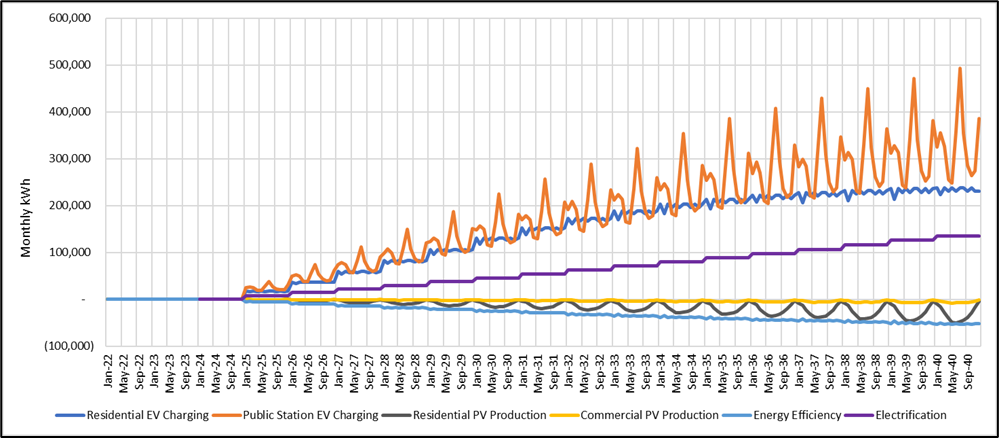 600,000
500,000
400,000
300,000
200,000
100,000
-
(100,000)
Monthly kWh
Jan-22 May-22 Sep-22 Jan-23 May-23 Sep-23 Jan-24 May-24 Sep-24 Jan-25 May-25 Sep-25 Jan-26 May-26 Sep-26 Jan-27 May-27 Sep-27 Jan-28 May-28 Sep-28 Jan-29 May-29 Sep-29 Jan-30 May-30 Sep-30 Jan-31 May-31 Sep-31 Jan-32 May-32 Sep-32 Jan-33 May-33 Sep-33 Jan-34 May-34 Sep-34 Jan-35 May-35 Sep-35 Jan-36 May-36 Sep-36 Jan-37 May-37 Sep-37 Jan-38 May-38 Sep-38 Jan-39 May-39 Sep-39 Jan-40 May-40 Sep-40
Residential EV Charging Public Station EV Charging Residential PV Production Commercial PV Production Energy Efficiency Electrification